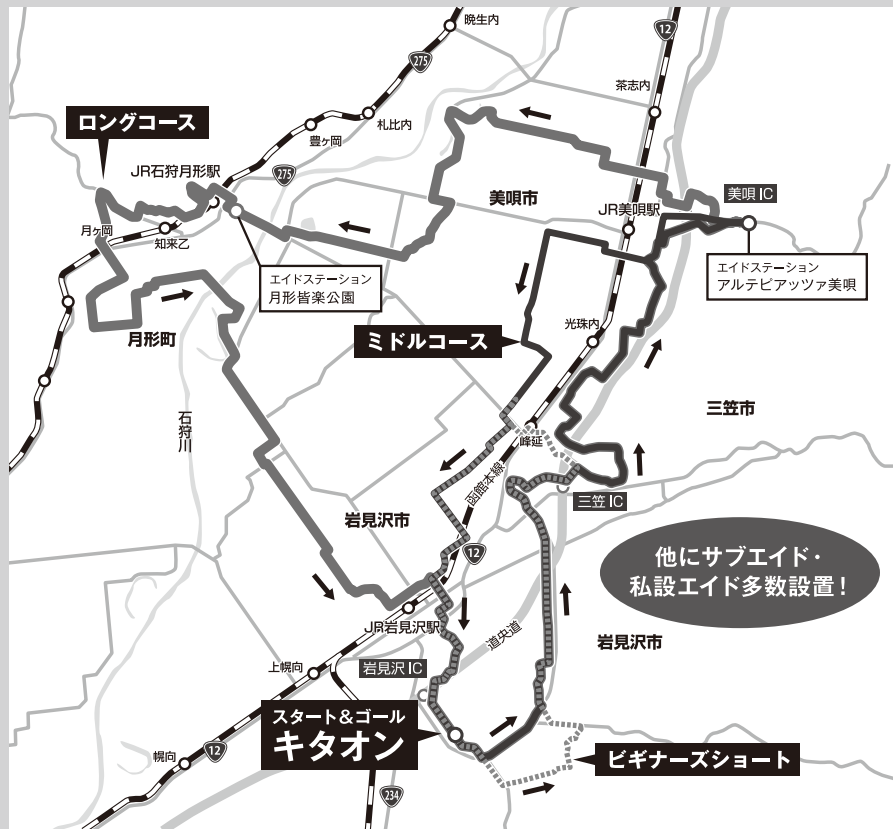 晩生内
275
12
茶志内
札比内
豊ヶ岡
ロングコース
JR石狩月形駅
275
美唄市
美唄IC
JR美唄駅
月ヶ岡
知来乙
エイドステーション
月形皆楽公園
エイドステーション
アルテピアッツァ美唄
月形町
光珠内
ミドルコース
石狩川
三笠市
峰延
函館本線
三笠IC
岩見沢市
12
他にサブエイド・
私設エイド多数設置！
JR岩見沢駅
道央道
岩見沢市
上幌向
岩見沢IC
スタート＆ゴール
キタオン
幌向
12
ビギナーズショート
234